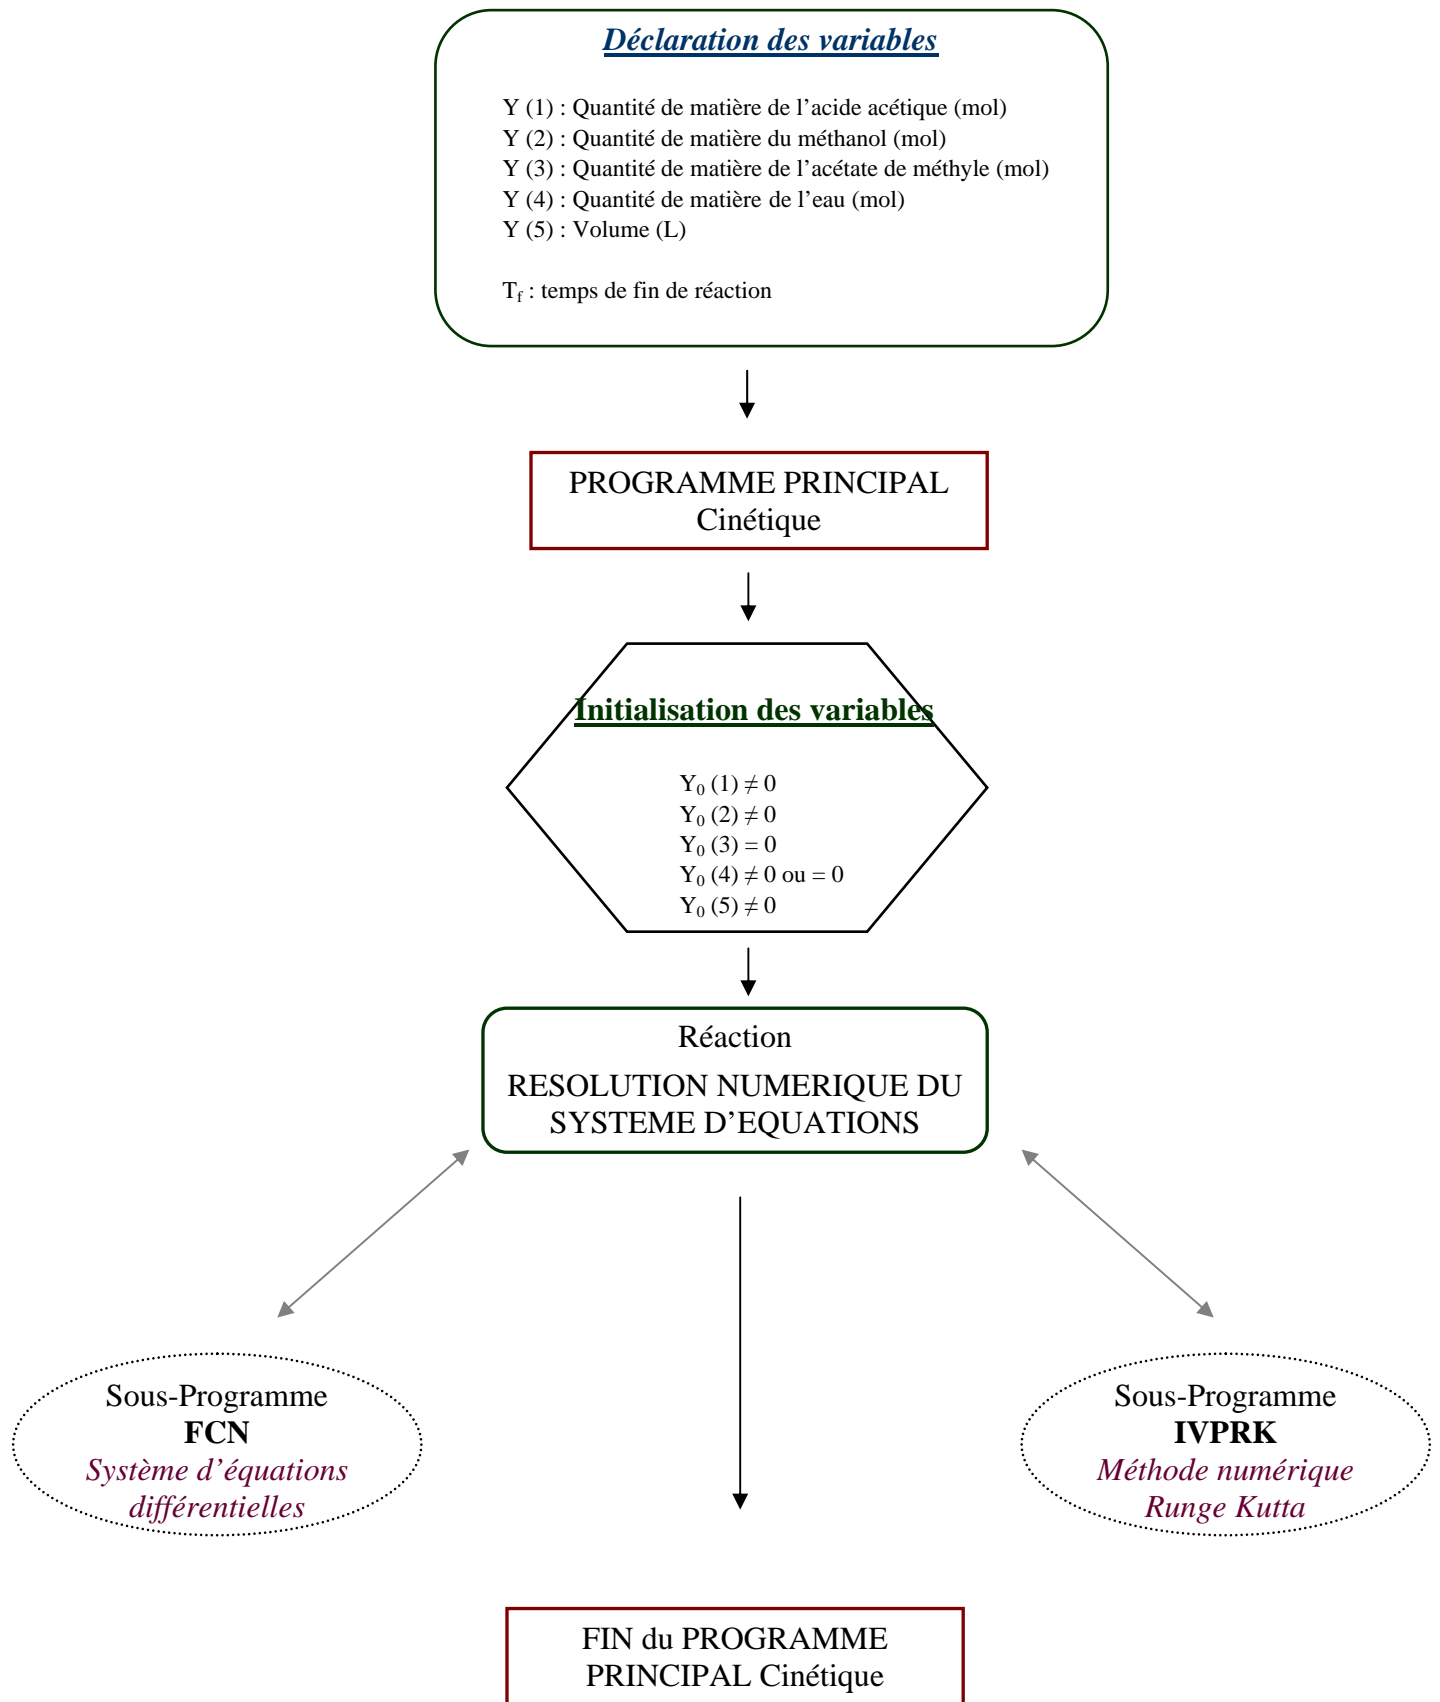 Déclaration des variables
Y (1) : Quantité de matière de l’acide acétique (mol)
Y (2) : Quantité de matière du méthanol (mol)
Y (3) : Quantité de matière de l’acétate de méthyle (mol)
Y (4) : Quantité de matière de l’eau (mol)
Y (5) : Volume (L)
Tf : temps de fin de réaction
PROGRAMME PRINCIPAL
Cinétique
Initialisation des variables
Y0 (1) ≠ 0
Y0 (2) ≠ 0
Y0 (3) = 0
Y0 (4) ≠ 0 ou = 0
Y0 (5) ≠ 0
Réaction
RESOLUTION NUMERIQUE DU
SYSTEME D’EQUATIONS
Sous-Programme
FCN
Système d’équations
différentielles
Sous-Programme
IVPRK
Méthode numérique
Runge Kutta
FIN du PROGRAMME
PRINCIPAL Cinétique